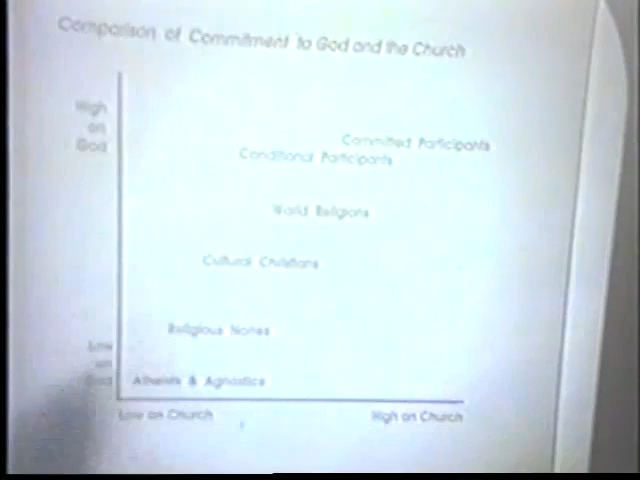 Comparison of Commitment to God and the Church
High
on
God
Committed Participants
Conditional Participants
World Religions
Cultural Christians
Religious Nones
Low
on
God
Atheists & Agnostics
Low on Church
High on Church